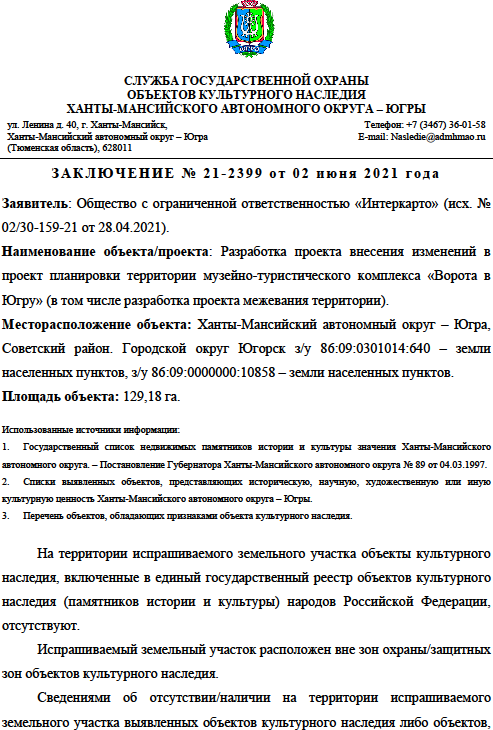 СЛУЖБА ГОСУДАРСТВЕННОЙ ОХРАНЫ
ОБЪЕКТОВ КУЛЬТУРНОГО НАСЛЕДИЯ
ХАНТЫ-МАНСИЙСКОГО АВТОНОМНОГО ОКРУГА – ЮГРЫ
ул. Ленина д. 40, г. Ханты-Мансийск,
Ханты-Мансийский автономный округ – Югра
(Тюменская область), 628011
Телефон: +7 (3467) 36-01-58
E-mail: Nasledie@admhmao.ru
ЗАКЛЮЧЕНИЕ № 21-2399 от 02 июня 2021 года
Заявитель: Общество с ограниченной ответственностью «Интеркарто» (исх. №
02/30-159-21 от 28.04.2021).
Наименование объекта/проекта: Разработка проекта внесения изменений в
проект планировки территории музейно-туристического комплекса «Ворота в
Югру» (в том числе разработка проекта межевания территории).
Месторасположение объекта: Ханты-Мансийский автономный округ – Югра,
Советский район. Городской округ Югорск з/у 86:09:0301014:640 – земли
населенных пунктов, з/у 86:09:0000000:10858 – земли населенных пунктов.
Площадь объекта: 129,18 га.
Использованные источники информации:
1. Государственный список недвижимых памятников истории и культуры значения Ханты-Мансийского
автономного округа. – Постановление Губернатора Ханты-Мансийского автономного округа № 89 от 04.03.1997.
2. Списки выявленных объектов, представляющих историческую, научную, художественную или иную
культурную ценность Ханты-Мансийского автономного округа – Югры.
3. Перечень объектов, обладающих признаками объекта культурного наследия.
На территории испрашиваемого земельного участка объекты культурного
наследия, включенные в единый государственный реестр объектов культурного
наследия (памятников истории и культуры) народов Российской Федерации,
отсутствуют.
Испрашиваемый земельный участок расположен вне зон охраны/защитных
зон объектов культурного наследия.
Сведениями об отсутствии/наличии на территории испрашиваемого
земельного участка выявленных объектов культурного наследия либо объектов,